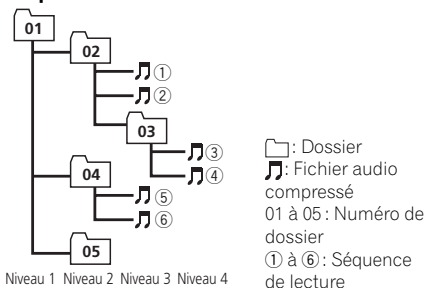 01
02
①
②
03
③
④
04
⑤
⑥
05
Niveau 1 Niveau 2 Niveau 3 Niveau 4
: Dossier
: Fichier audio
compressé
01 à 05 : Numéro de
dossier
① à ⑥ : Séquence
de lecture